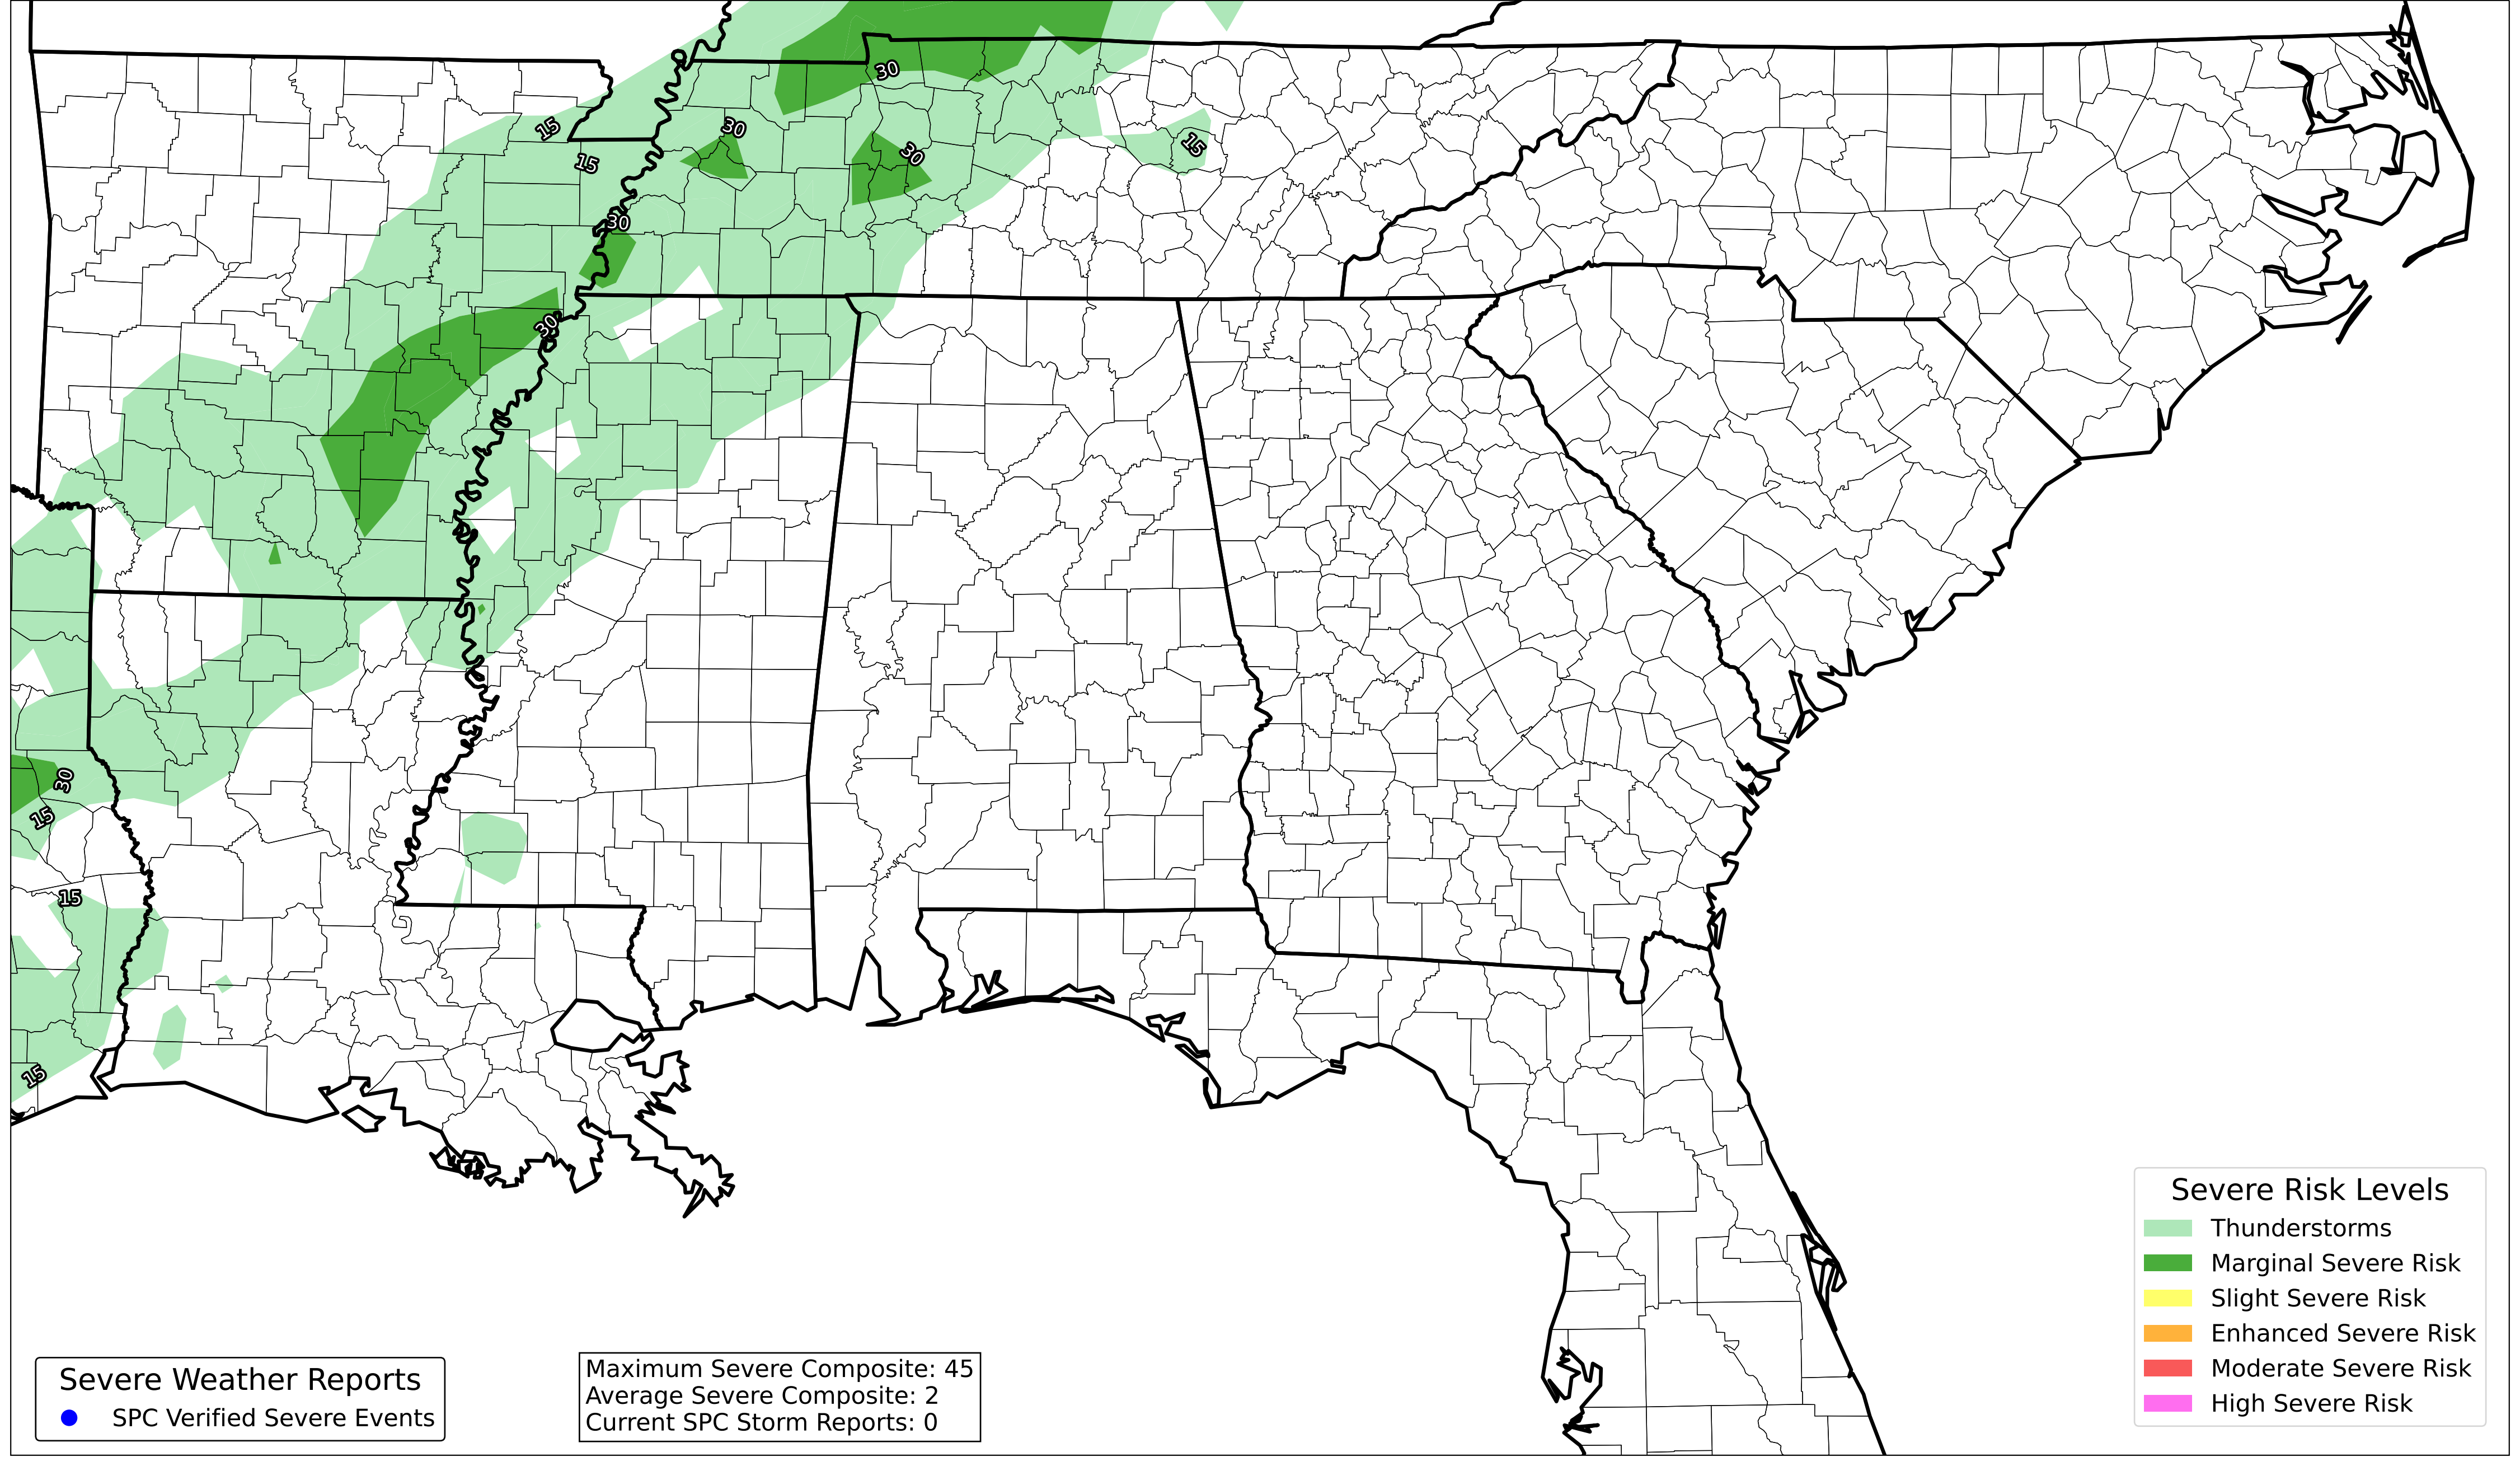 30
15
30
15
30
30
30
30
15
15
15
15
Severe Risk Levels
Thunderstorms
Marginal Severe Risk
Slight Severe Risk
Enhanced Severe Risk
Moderate Severe Risk
High Severe Risk
Severe Weather Reports
SPC Verified Severe Events
Maximum Severe Composite: 45
Average Severe Composite: 2
Current SPC Storm Reports: 0